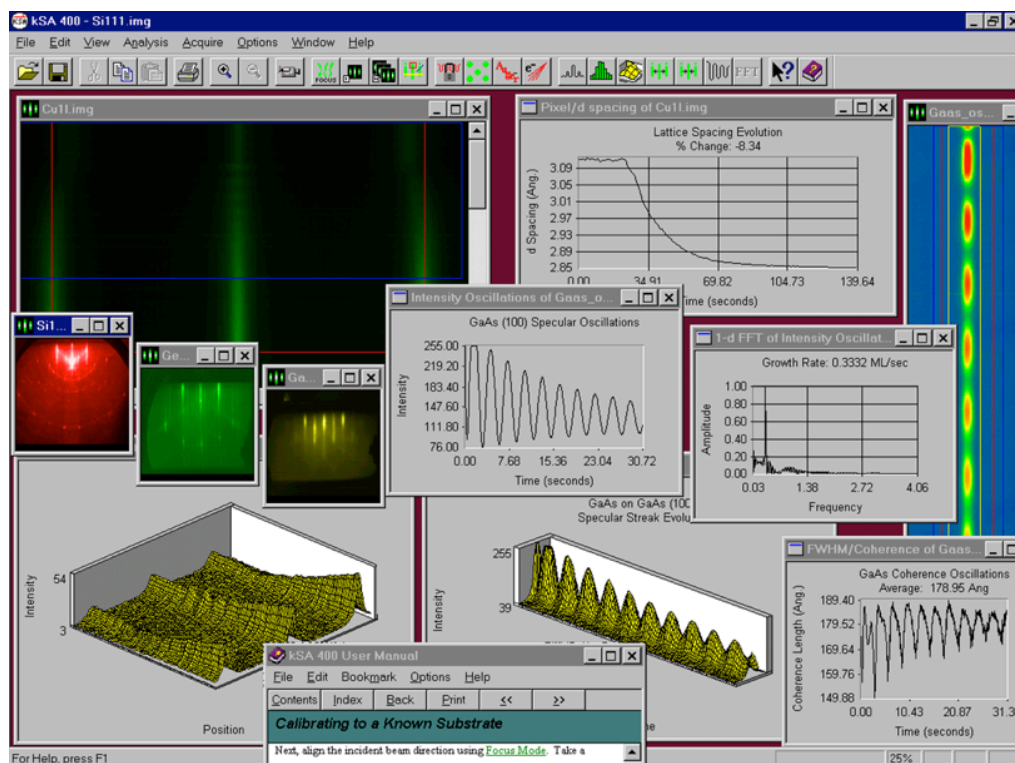 kSA 400 - Si111.img
File Edit View Analysis Acquire Options Window Help
FOCUS
e-
FFT
Cu1l.img
Pixel/d spacing of Cu1l.img
Lattice Spacing Evolution
% Change: -8.34
d Spacing (Ang.)
3.09
3.05
3.01
2.97
2.93
2.89
2.85
0.00 34.91 69.82 104.73 139.64
Time (seconds)
Gaas_os
Si1...
Ge...
Ga...
Intensity Oscillations of Gaas_o...
GaAs (100) Specular Oscillations
Intensity
255.00
219.20
183.40
147.60
111.80
76.00
0.00 7.68 15.36 23.04 30.72
Time (seconds)
1-d FFT of Intensity Oscillat...
Growth Rate: 0.3332 ML/sec
Amplitude
1.00
0.80
0.60
0.40
0.20
0.00
0.03 1.38 2.72 4.06
Frequency
Intensity
54
3
Position
GaAs on GaAs (100
Specular Streak Evolu
Intensity
255
39
ne
FWHM/Coherence of Gaas...
GaAs Coherence Oscillations
Average: 178.95 Ang
Coherence Length (Ang.)
189.40
179.52
169.64
159.76
149.88
0.00 10.43 20.87 31.3
Time (seconds)
kSA 400 User Manual
File Edit Bookmark Options Help
Contents Index Back Print << >>
Calibrating to a Known Substrate
Next, align the incident beam direction using Focus Mode. Take a
For Help, press F1
25%